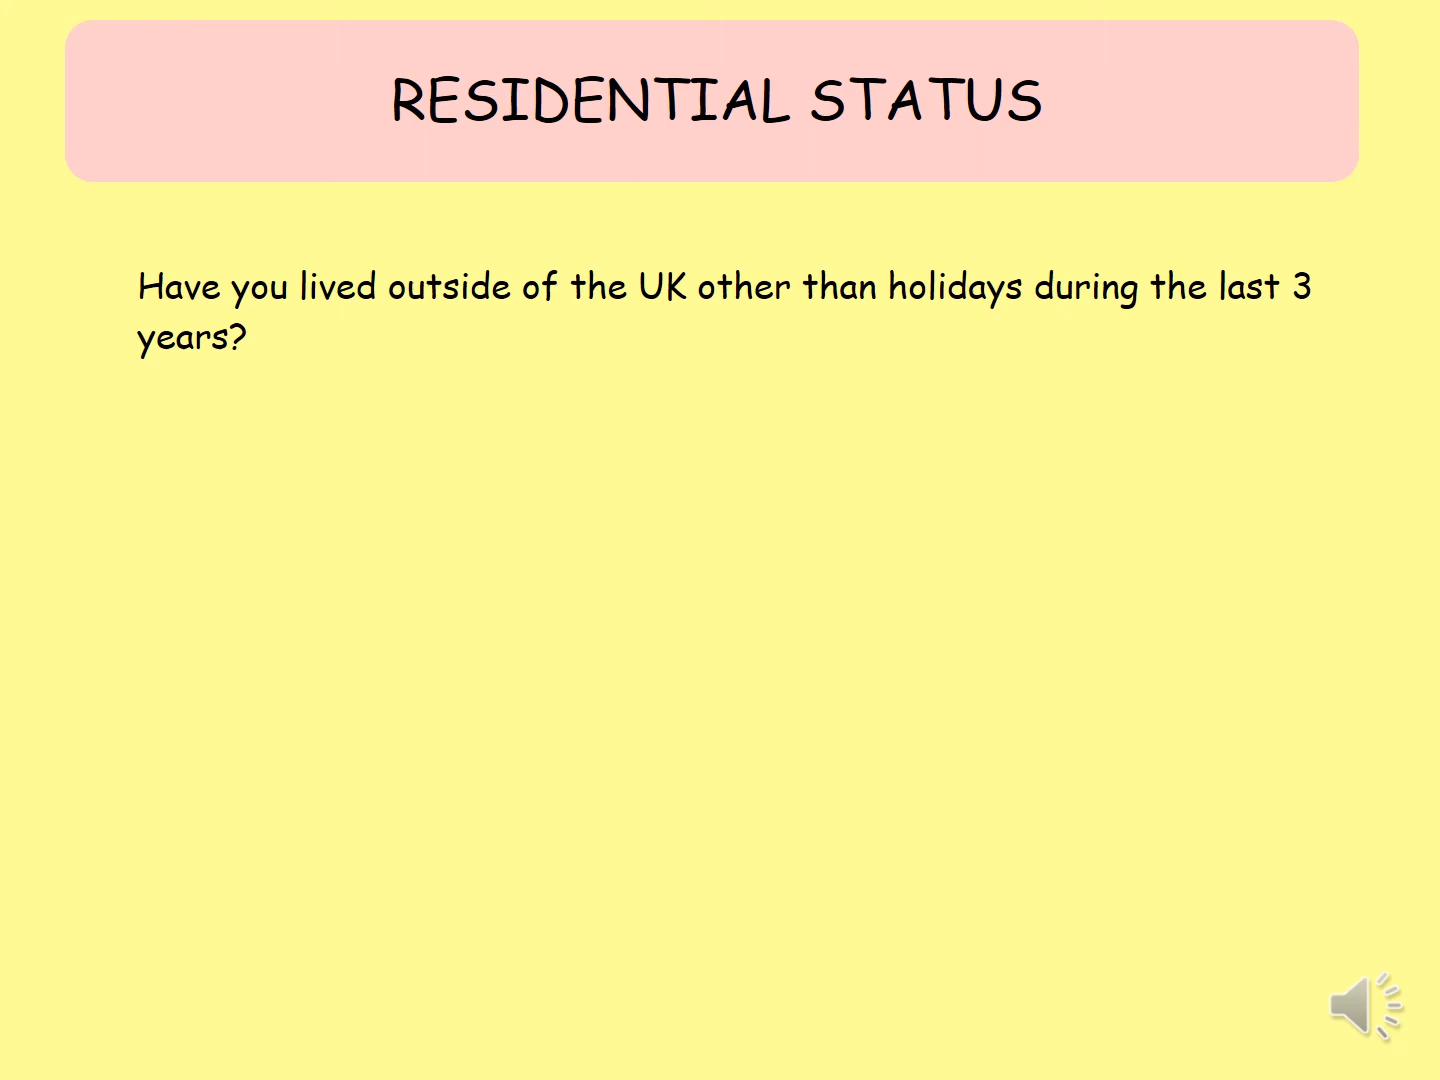 RESIDENTIAL STATUS
Have you lived outside of the UK other than holidays during the last 3
years?